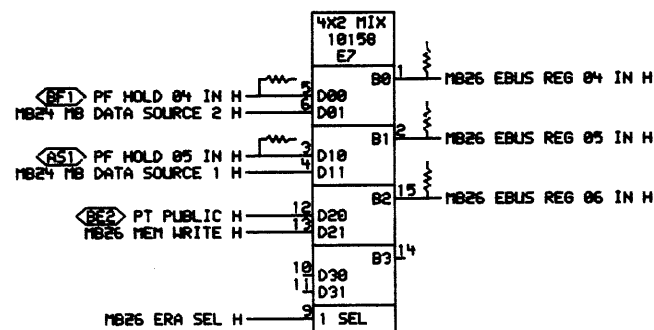 4X2 MIX
10158
E7
B0 1 MB26 EBUS REG 04 IN H
BF1 PF HOLD 04 IN H 5 D00
MB24 MB DATA SOURCE 2 H 6 D01
B1 2 MB26 EBUS REG 05 IN H
AS1 PF HOLD 05 IN H 3 D10
MB24 MB DATA SOURCE 1 H 4 D11
B2 15 MB26 EBUS REG 06 IN H
BE2 PT PUBLIC H 12 D20
MB26 MEM WRITE H 13 D21
B3 14
10 D30
11 D31
MB26 ERA SEL H 9 1 SEL